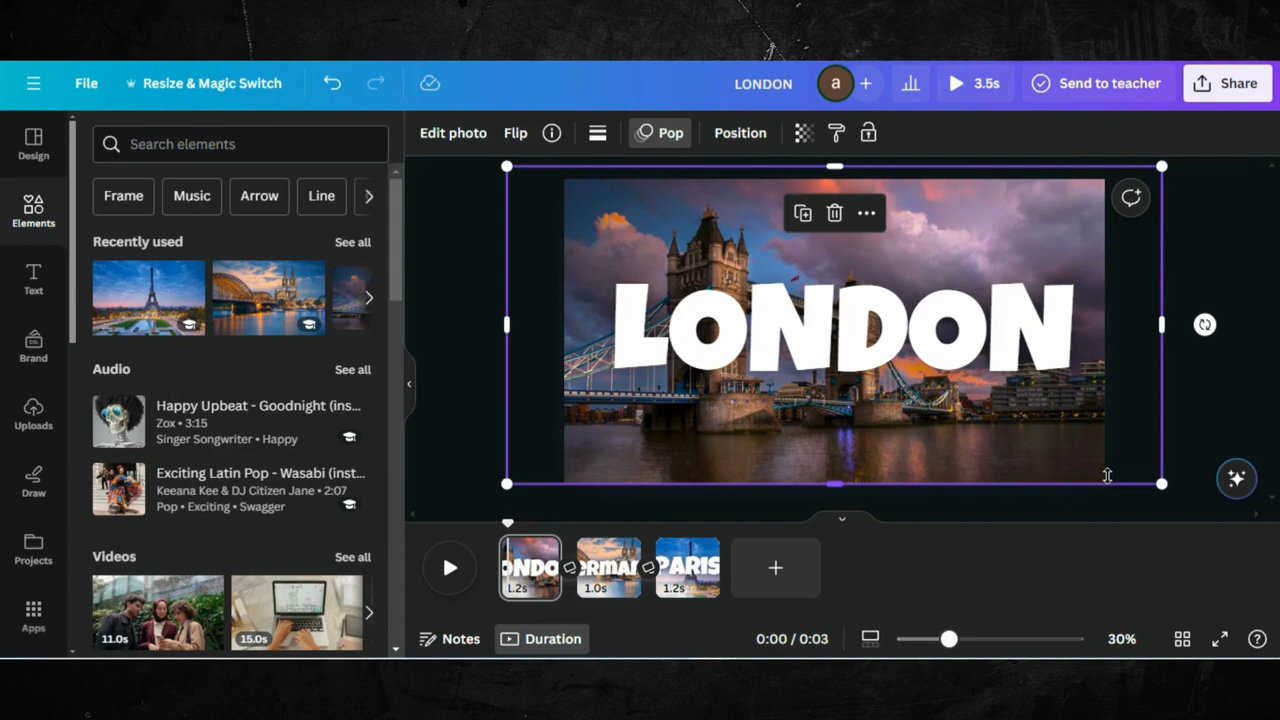 File
Resize & Magic Switch
LONDON
a
3.5s
Send to teacher
Share
Design
Elements
Text
Brand
Uploads
Draw
Projects
Apps
Search elements
Frame
Music
Arrow
Line
Recently used
See all
Audio
See all
Happy Upbeat - Goodnight (ins...
Zox • 3:15
Singer Songwriter • Happy
Exciting Latin Pop - Wasabi (inst...
Keeana Kee & DJ Citizen Jane • 2:07
Pop • Exciting • Swagger
Videos
See all
11.0s
15.0s
Edit photo
Flip
Pop
Position
LONDON
1.0s
PARIS
1.2s
Notes
Duration
0:00 / 0:03
30%